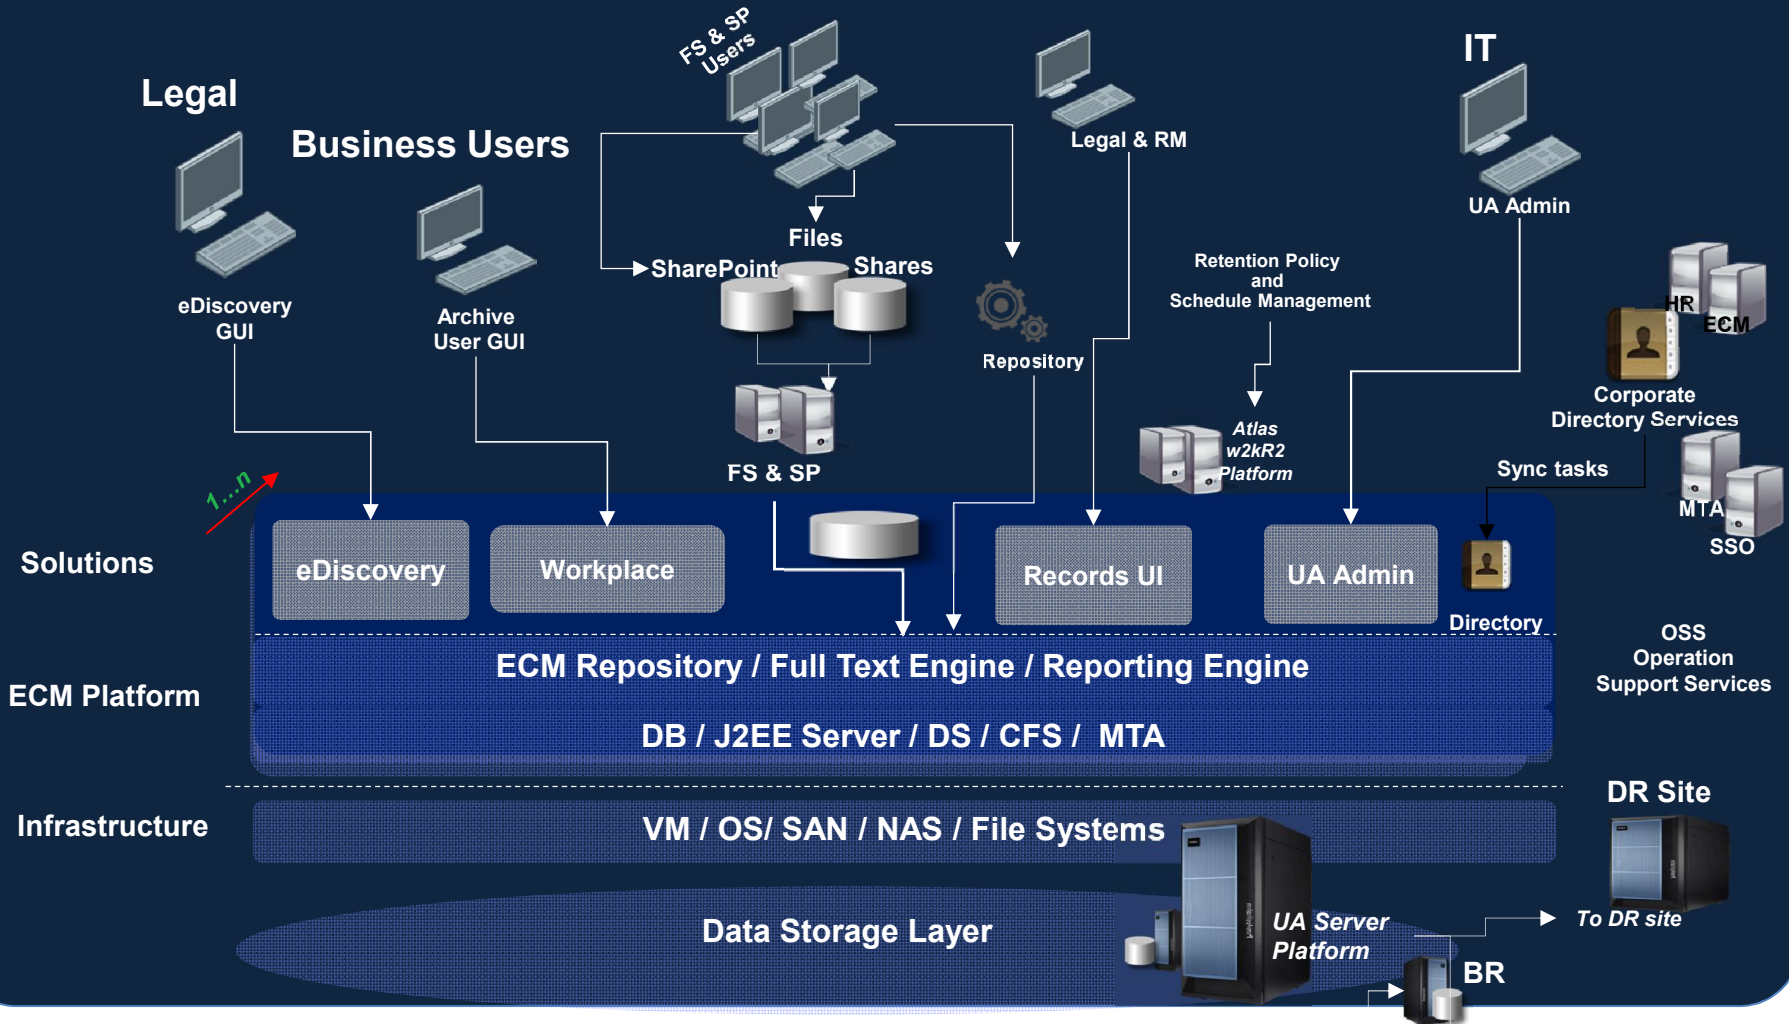 FS & SP
Users
IT
Legal
Business Users
Legal & RM
UA Admin
Files
SharePoint
Shares
Retention Policy
and
Schedule Management
eDiscovery
GUI
Archive
User GUI
HR
ECM
Repository
Corporate
Directory Services
Atlas
w2kR2
Platform
FS & SP
Sync tasks
1...n
MTA
SSO
Solutions
eDiscovery
Workplace
Records UI
UA Admin
Directory
OSS
Operation
Support Services
ECM Platform
ECM Repository / Full Text Engine / Reporting Engine
DB / J2EE Server / DS / CFS / MTA
DR Site
Infrastructure
VM / OS/ SAN / NAS / File Systems
Data Storage Layer
UA Server
Platform
To DR site
BR